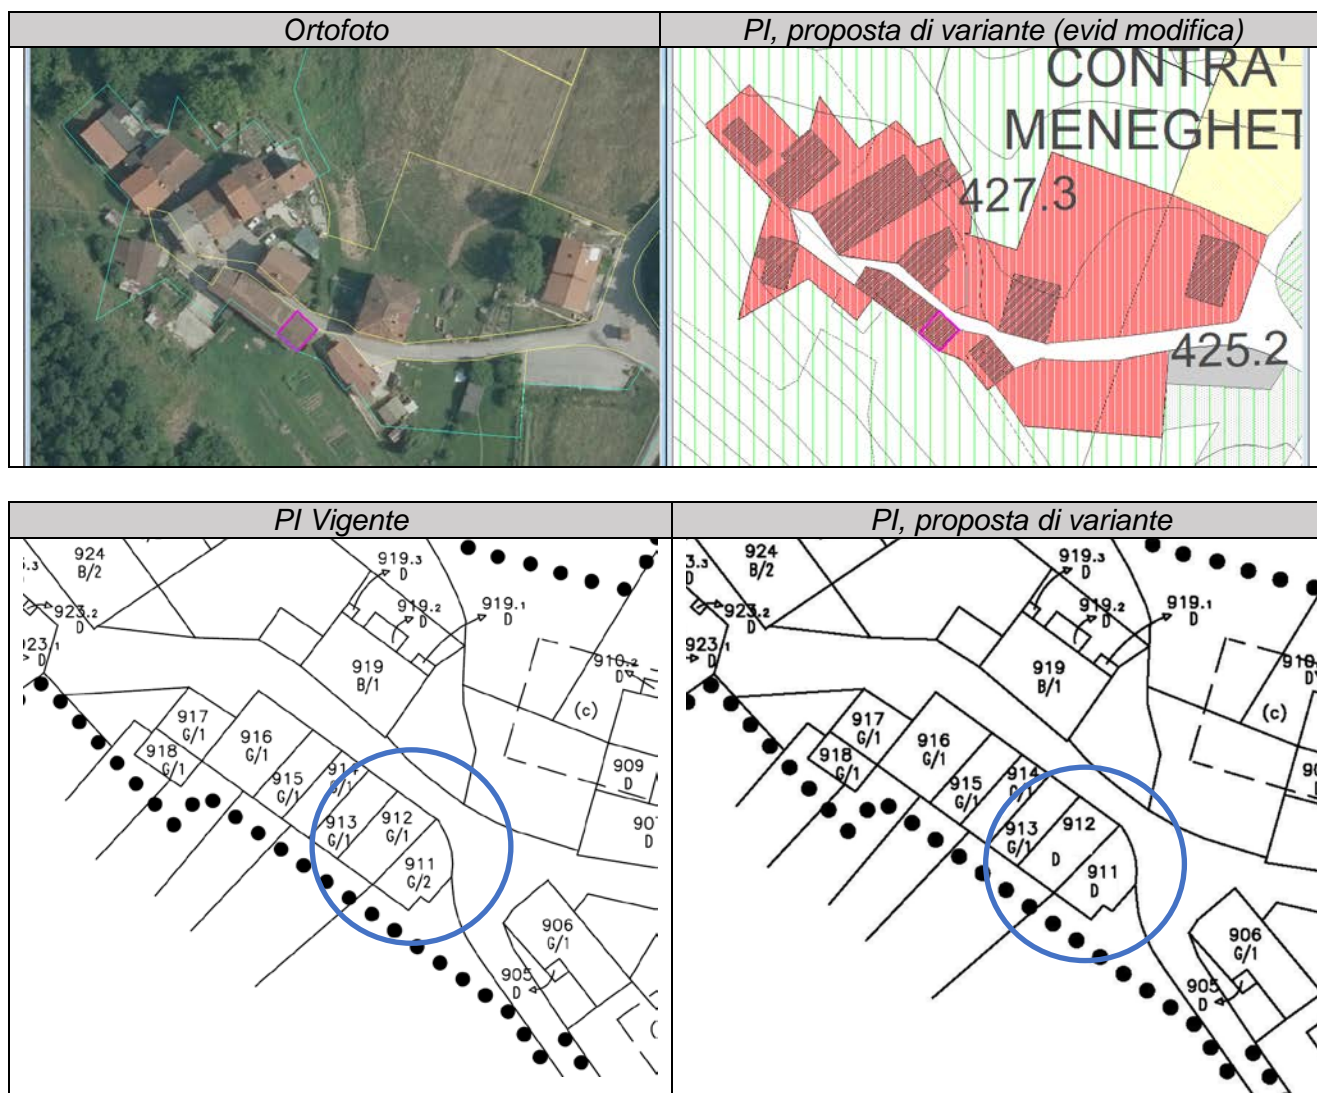 Ortofoto
PI, proposta di variante (evid modifica)
CONTRA'
MENEGHET
427.3
425.2
PI Vigente
PI, proposta di variante
924
B/2
919.3
D
919.2
D
919.1
D
923.2
D
D
919
B/1
910.2
D
(c)
917
G/1
918
G/1
916
G/1
915
G/1
914
G/1
913
G/1
912
G/1
911
G/2
909
D
D
906
G/1
905
D
924
B/2
919.3
D
919.2
D
919.1
D
923.2
D
D
919
B/1
(c)
917
G/1
918
G/1
916
G/1
915
G/1
914
G/1
913
G/1
912
D
911
D
906
G/1
905
D